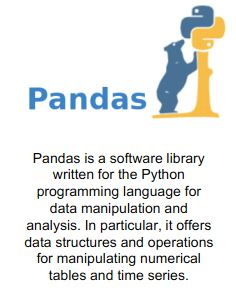 Pandas
Pandas is a software library
written for the Python
programming language for
data manipulation and
analysis. In particular, it offers
data structures and operations
for manipulating numerical
tables and time series.